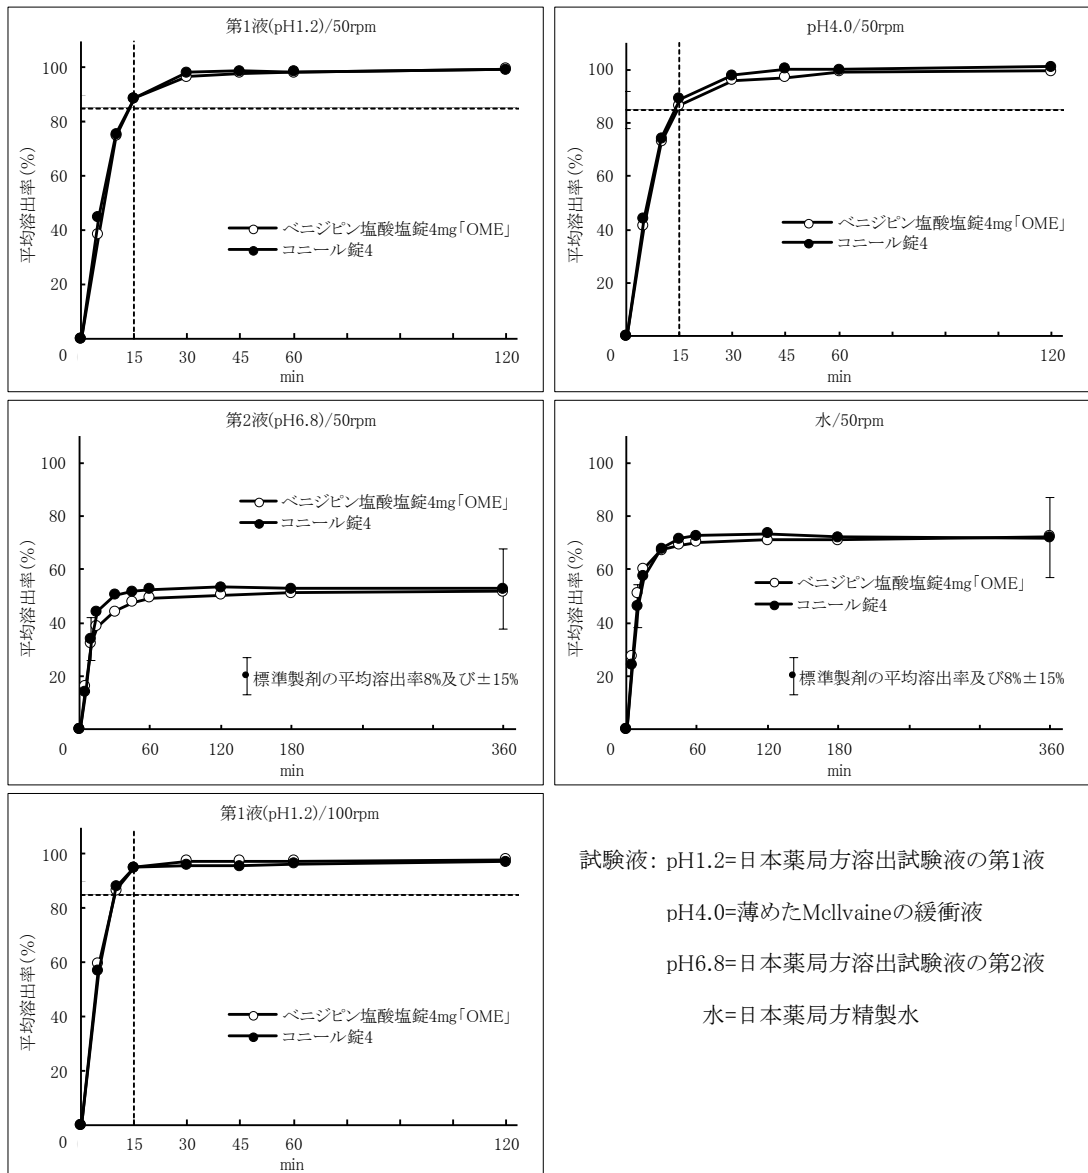 第1液(pH1.2)/50rpm
平均溶出率(%)
100
80
60
40
20
0
ベニジピン塩酸塩錠4mg「OME」
コニール錠4
15
30
45
60
120
min
pH4.0/50rpm
平均溶出率(%)
100
80
60
40
20
0
ベニジピン塩酸塩錠4mg「OME」
コニール錠4
15
30
45
60
120
min
第2液(pH6.8)/50rpm
平均溶出率(%)
100
80
60
40
20
0
ベニジピン塩酸塩錠4mg「OME」
コニール錠4
標準製剤の平均溶出率8%及び±15%
60
120
180
360
min
水/50rpm
平均溶出率(%)
100
80
60
40
20
0
ベニジピン塩酸塩錠4mg「OME」
コニール錠4
標準製剤の平均溶出率及び8%±15%
60
120
180
360
min
第1液(pH1.2)/100rpm
平均溶出率(%)
100
80
60
40
20
0
ベニジピン塩酸塩錠4mg「OME」
コニール錠4
15
30
45
60
120
min
試験液: pH1.2=日本薬局方溶出試験液の第1液
pH4.0=薄めたMcllvaineの緩衝液
pH6.8=日本薬局方溶出試験液の第2液
水=日本薬局方精製水